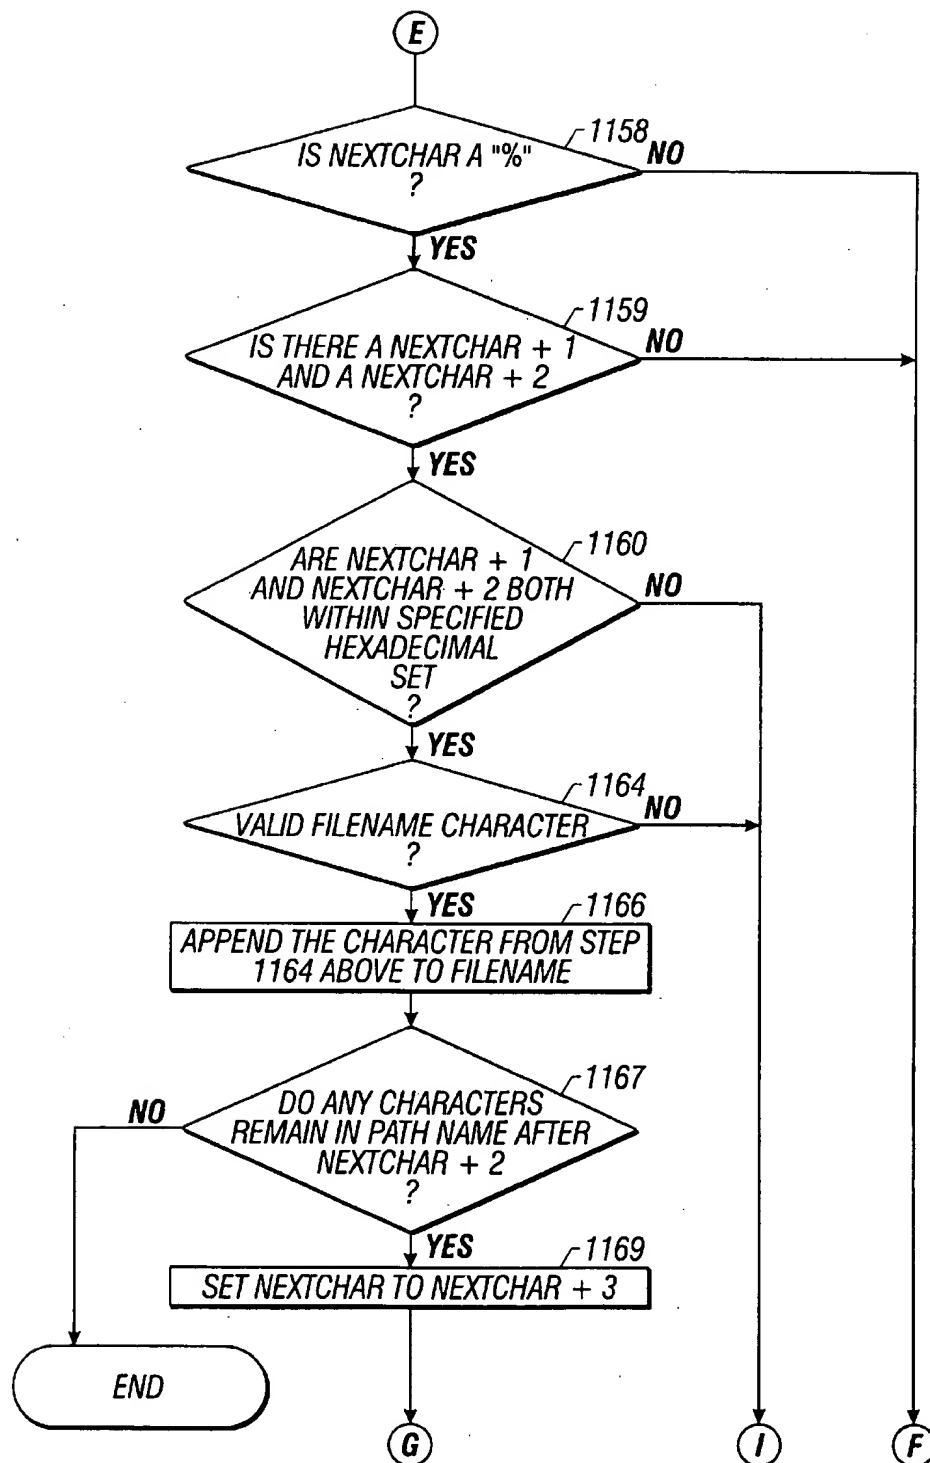 E
1158
IS NEXTCHAR A "%"
?
NO
YES
1159
IS THERE A NEXTCHAR + 1
AND A NEXTCHAR + 2
?
NO
YES
1160
ARE NEXTCHAR + 1
AND NEXTCHAR + 2 BOTH
WITHIN SPECIFIED
HEXADECIMAL
SET
?
NO
YES
1164
VALID FILENAME CHARACTER
?
NO
YES
1166
APPEND THE CHARACTER FROM STEP
1164 ABOVE TO FILENAME
1167
DO ANY CHARACTERS
REMAIN IN PATH NAME AFTER
NEXTCHAR + 2
?
NO
YES
1169
SET NEXTCHAR TO NEXTCHAR + 3
END
G
I
F